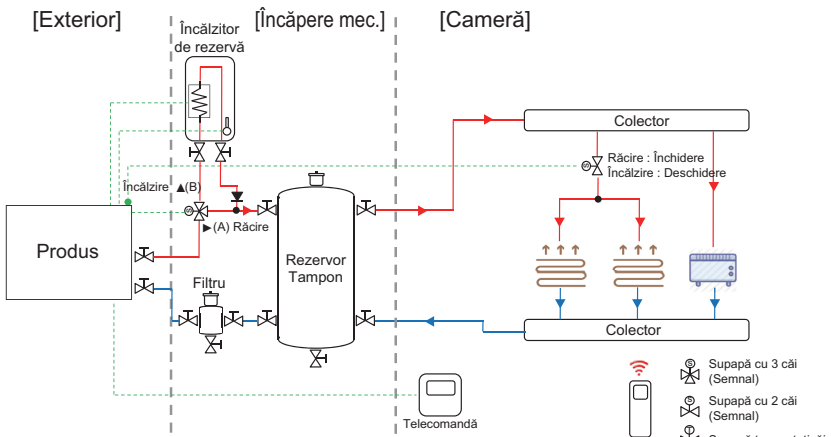 [Exterior]
[Încăpere mec.]
[Cameră]
Încălzitor
de rezervă
Colector
Răcire : Închidere
Încălzire : Deschidere
Încălzire ▲(B)
►(A) Răcire
Produs
Rezervor
Tampon
Filtru
Colector
Telecomandă
Supapă cu 3 căi
(Semnal)
Supapă cu 2 căi
(Semnal)